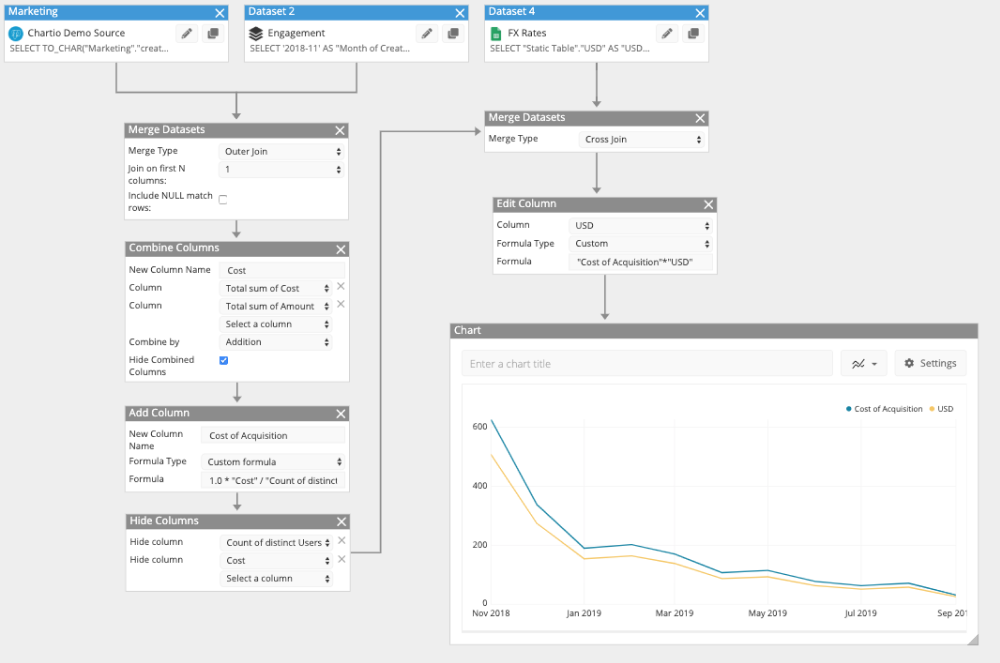 Marketing
Chartio Demo Source
SELECT TO_CHAR("Marketing"."creat...
Dataset 2
Engagement
SELECT '2018-11' AS "Month of Creat...
Dataset 4
FX Rates
SELECT "Static Table"."USD" AS "USD...
Merge Datasets
Merge Type
Outer Join
Join on first N
columns:
1
Include NULL match
rows:
Combine Columns
New Column Name
Cost
Column
Total sum of Cost
Column
Total sum of Amount
Select a column
Combine by
Addition
Hide Combined
Columns
Add Column
New Column
Name
Cost of Acquisition
Formula Type
Custom formula
Formula
1.0 * "Cost" / "Count of distinct
Hide Columns
Hide column
Count of distinct Users
Hide column
Cost
Select a column
Merge Datasets
Merge Type
Cross Join
Edit Column
Column
USD
Formula Type
Custom
Formula
"Cost of Acquisition"*"USD"
Chart
Enter a chart title
Settings
Cost of Acquisition
USD
600
400
200
0
Nov 2018
Jan 2019
Mar 2019
May 2019
Jul 2019
Sep 201